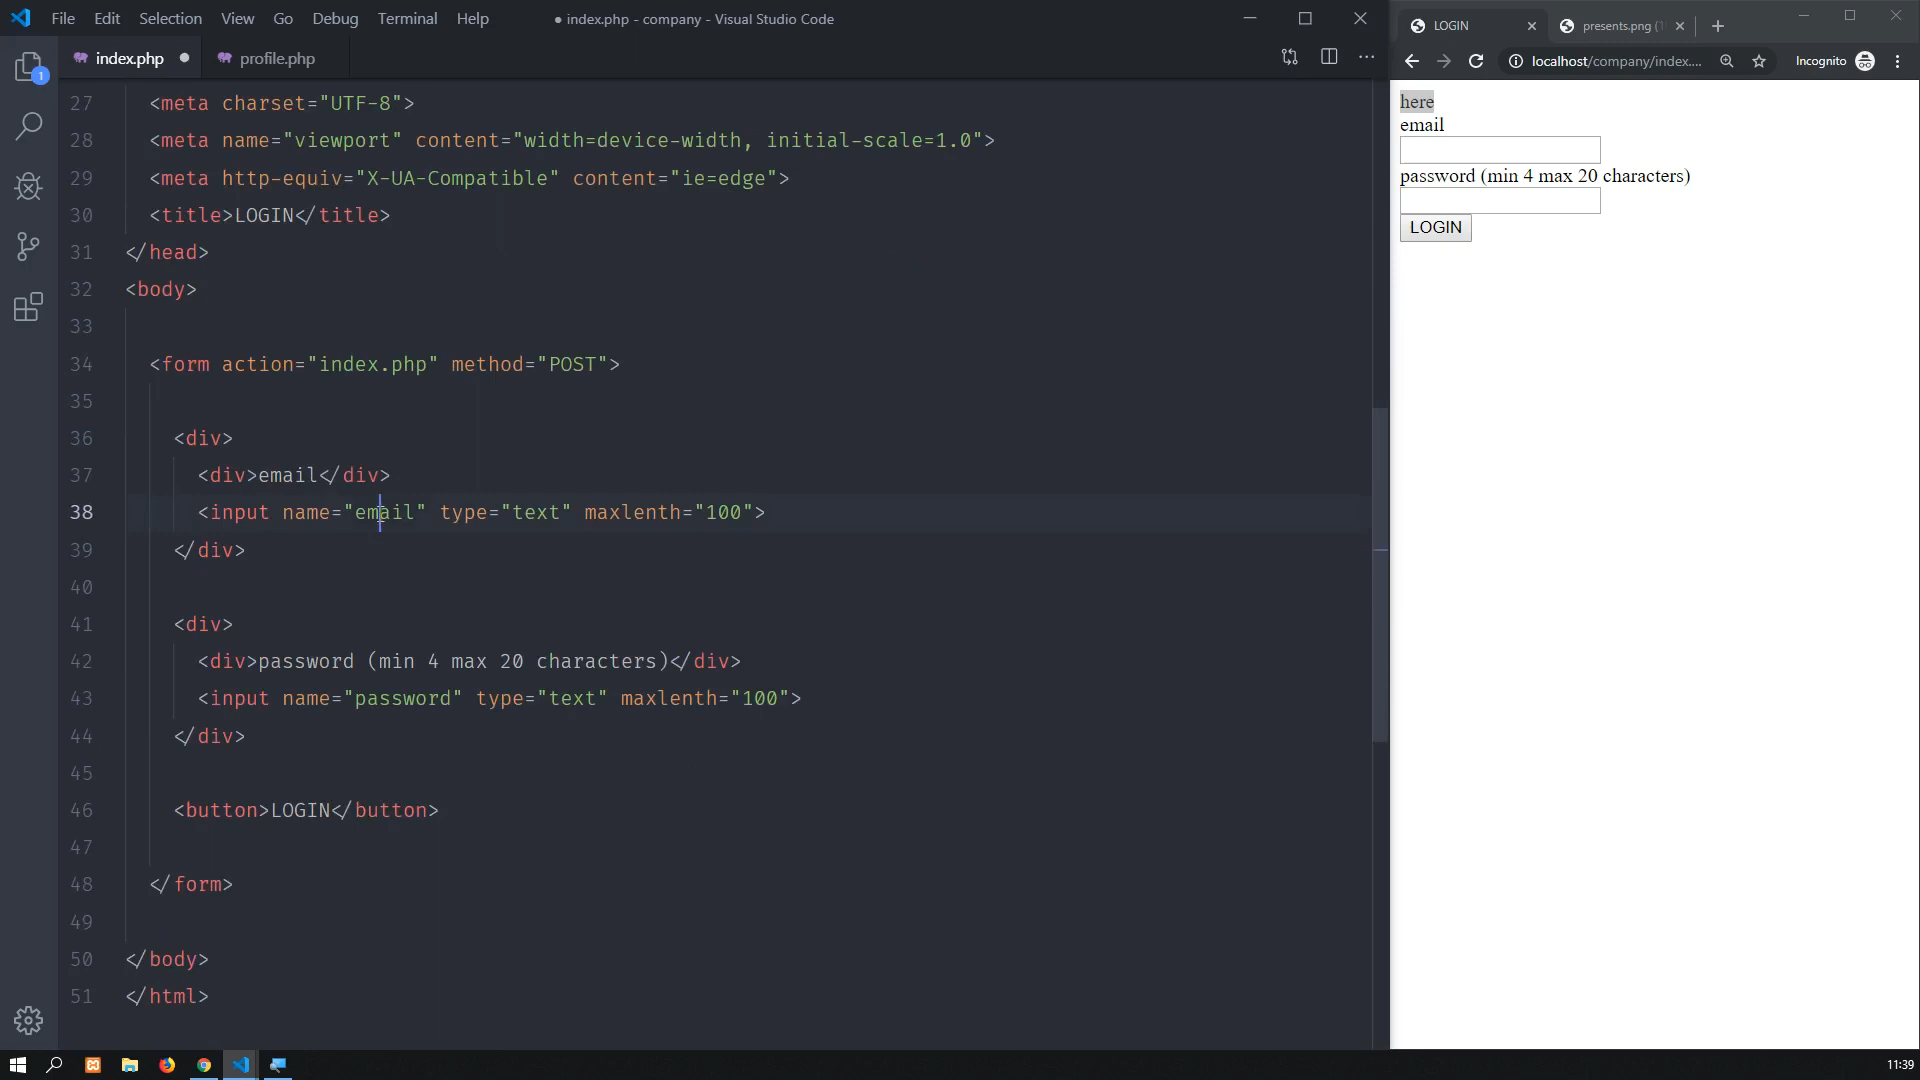 File Edit Selection View Go Debug Terminal Help
● index.php - company - Visual Studio Code
index.php ● profile.php
1
27 <meta charset="UTF-8">
28 <meta name="viewport" content="width=device-width, initial-scale=1.0">
29 <meta http-equiv="X-UA-Compatible" content="ie=edge">
30 <title>LOGIN</title>
31 </head>
32 <body>
33
34 <form action="index.php" method="POST">
35
36 <div>
37 <div>email</div>
38 <input name="email" type="text" maxlenth="100">
39 </div>
40
41 <div>
42 <div>password (min 4 max 20 characters)</div>
43 <input name="password" type="text" maxlenth="100">
44 </div>
45
46 <button>LOGIN</button>
47
48 </form>
49
50 </body>
51 </html>
LOGIN
presents.png (
localhost/company/index....
Incognito
here
email
password (min 4 max 20 characters)
LOGIN
11:39